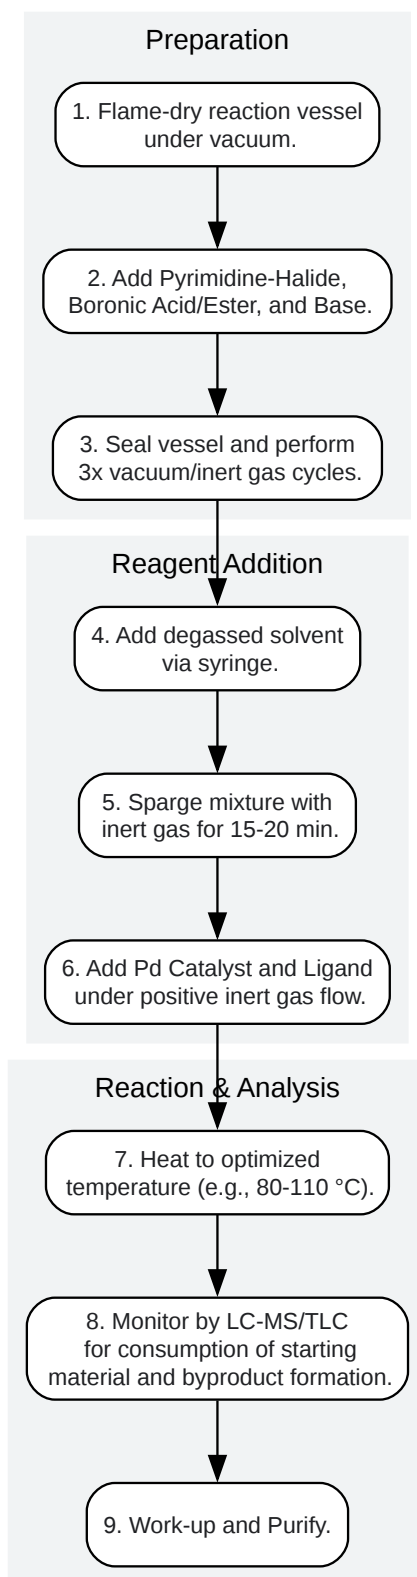 Preparation
1. Flame-dry reaction vessel
under vacuum.
2. Add Pyrimidine-Halide,
Boronic Acid/Ester, and Base.
3. Seal vessel and perform
3x vacuum/inert gas cycles.
Reagent Addition
4. Add degassed solvent
via syringe.
5. Sparge mixture with
inert gas for 15-20 min.
6. Add Pd Catalyst and Ligand
under positive inert gas flow.
Reaction & Analysis
7. Heat to optimized
temperature (e.g., 80-110 °C).
8. Monitor by LC-MS/TLC
for consumption of starting
material and byproduct formation.
9. Work-up and Purify.